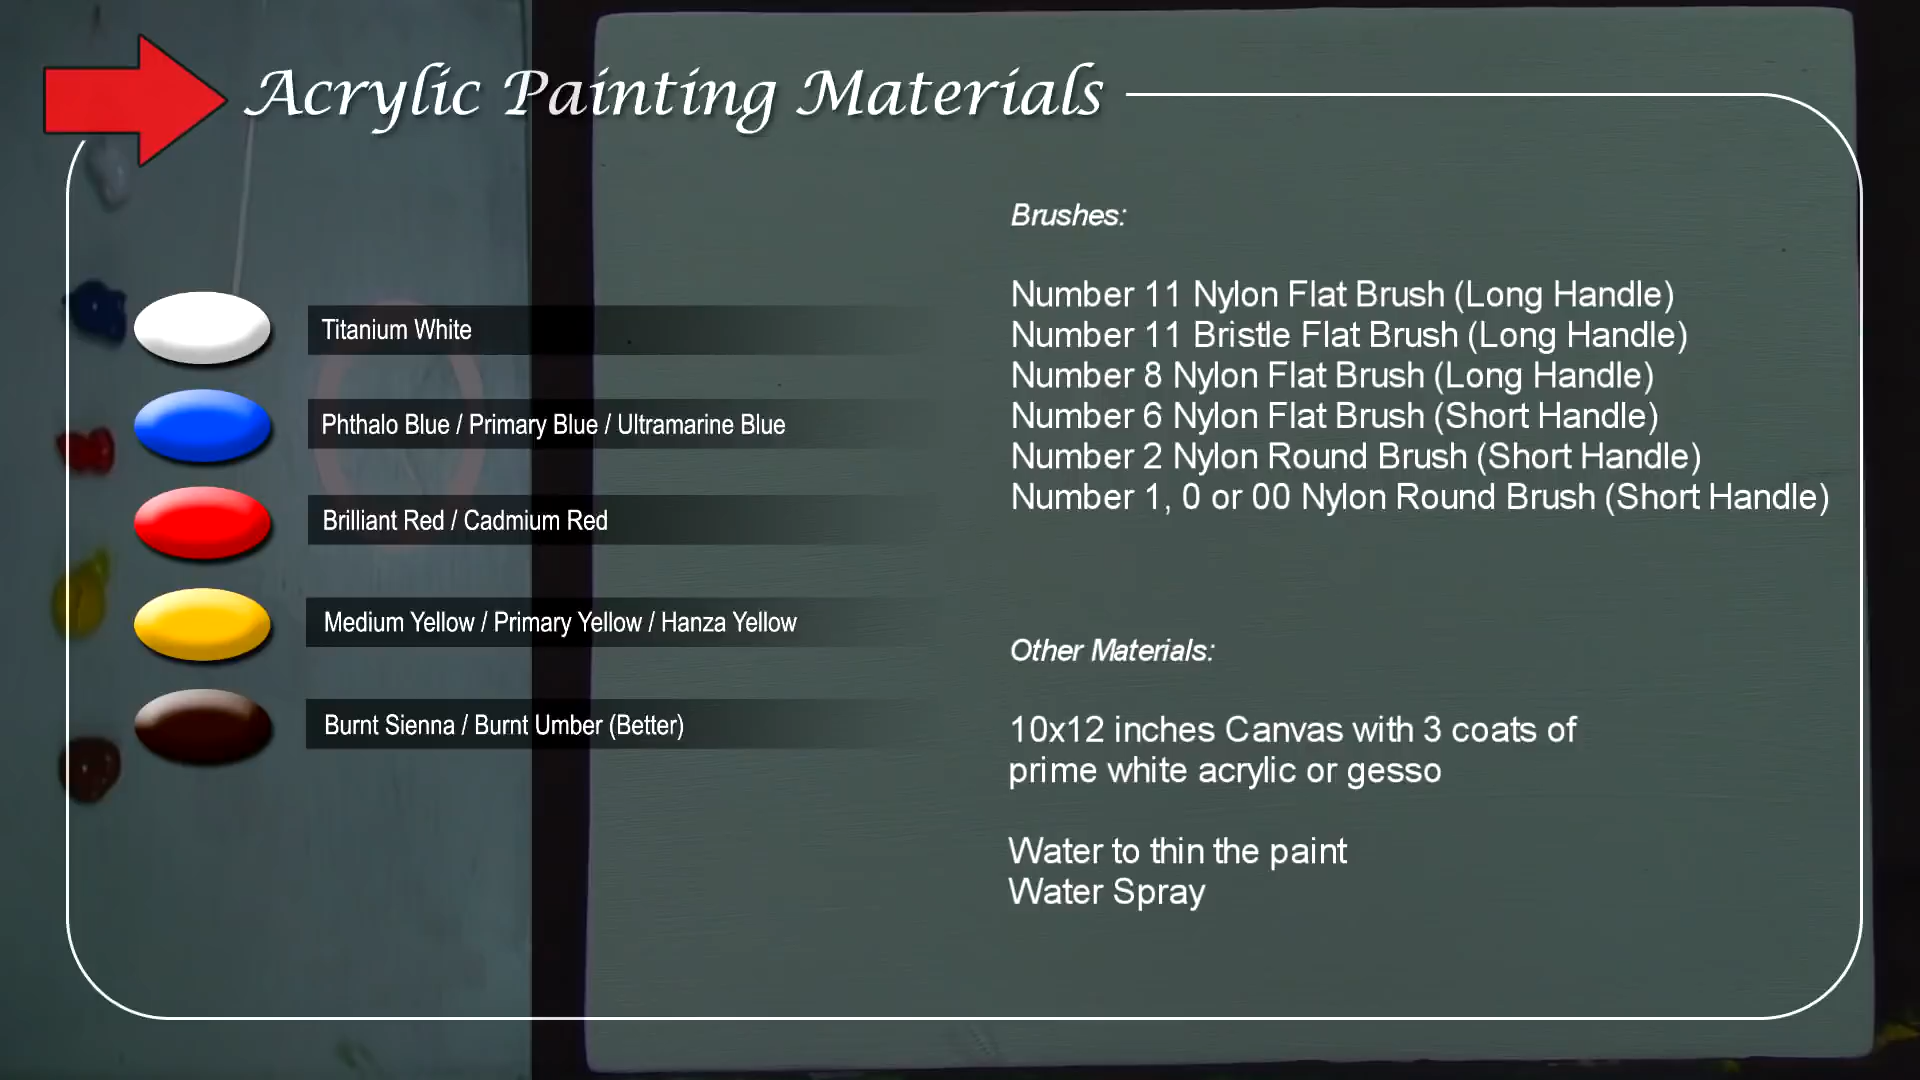 Acrylic Painting Materials
Titanium White
Phthalo Blue / Primary Blue / Ultramarine Blue
Brilliant Red / Cadmium Red
Medium Yellow / Primary Yellow / Hanza Yellow
Burnt Sienna / Burnt Umber (Better)
Brushes:
Number 11 Nylon Flat Brush (Long Handle)
Number 11 Bristle Flat Brush (Long Handle)
Number 8 Nylon Flat Brush (Long Handle)
Number 6 Nylon Flat Brush (Short Handle)
Number 2 Nylon Round Brush (Short Handle)
Number 1, 0 or 00 Nylon Round Brush (Short Handle)
Other Materials:
10x12 inches Canvas with 3 coats of
prime white acrylic or gesso
Water to thin the paint
Water Spray